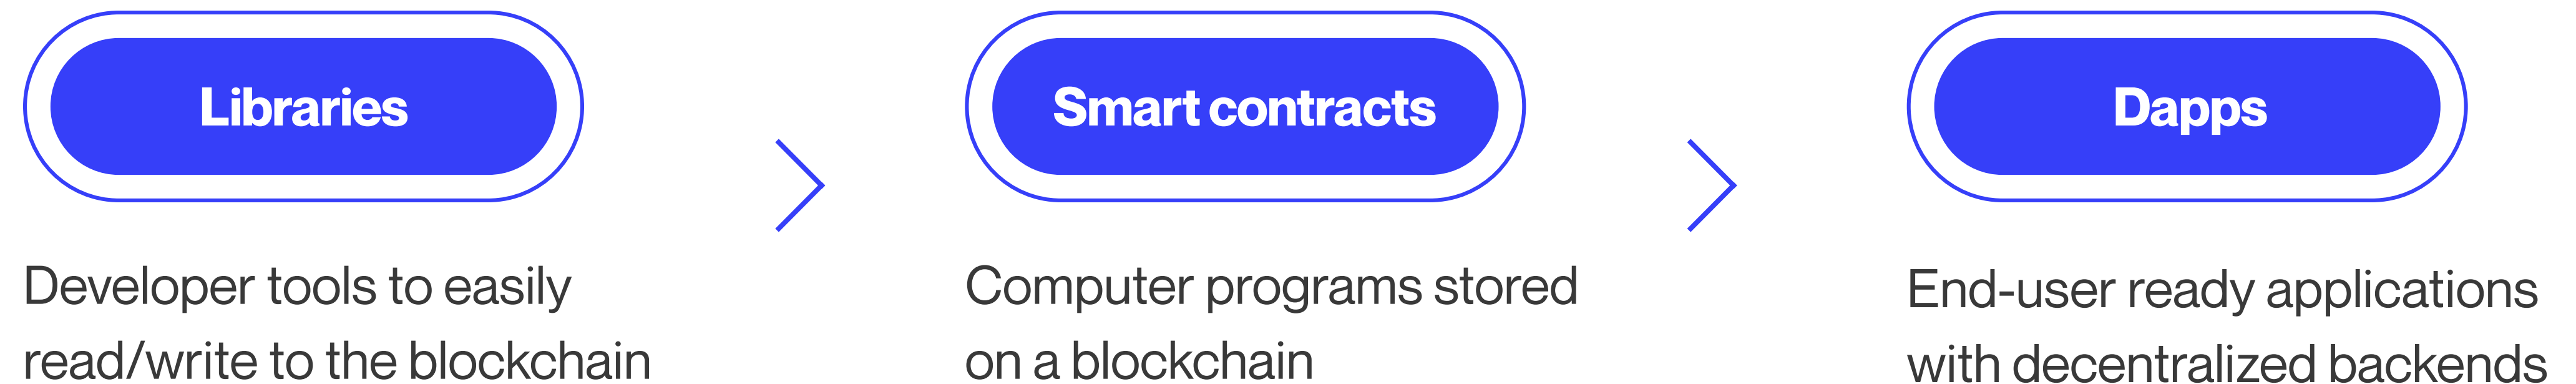 Libraries
Developer tools to easily
read/write to the blockchain
Smart contracts
Computer programs stored
on a blockchain
Dapps
End-user ready applications
with decentralized backends